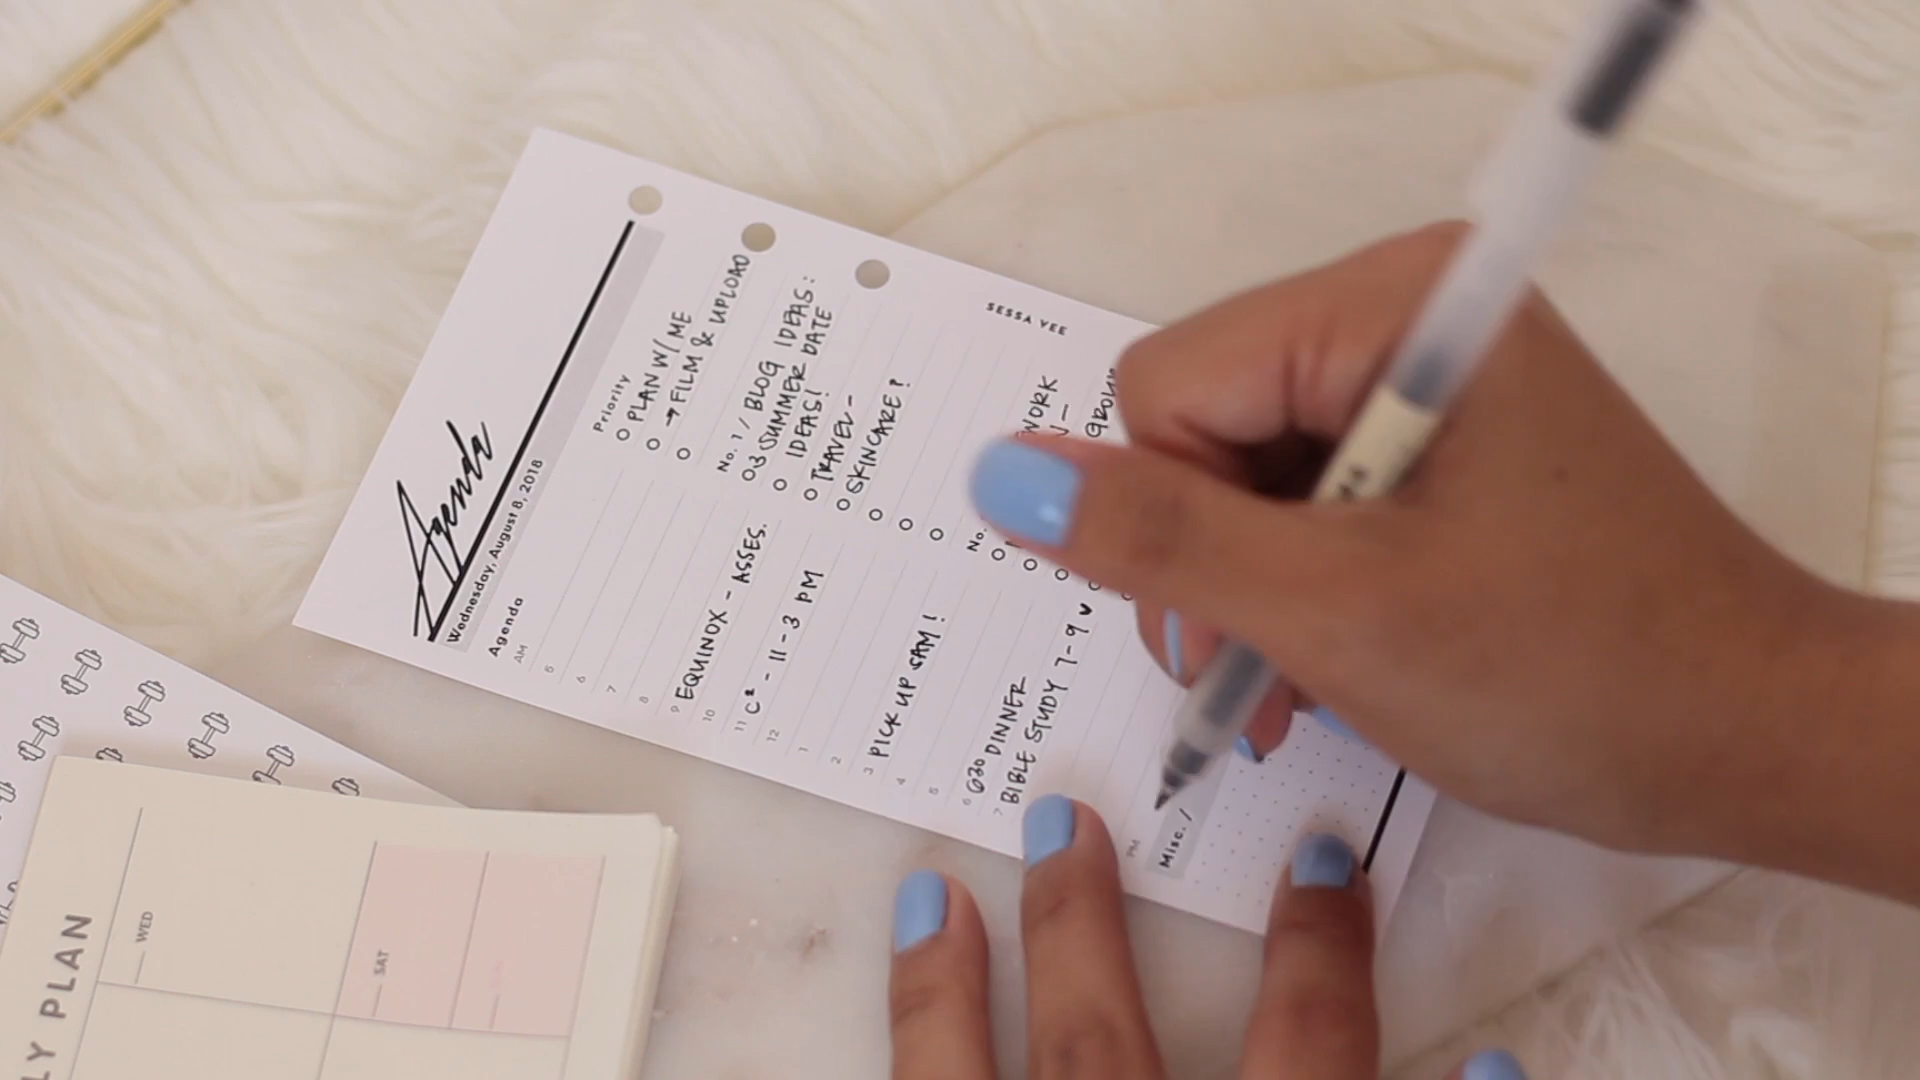 Agenda
Wednesday, August 8, 2018
Agenda
AM
5
6
7
8
9 EQUINOX - ASSES.
10
11 C² - 11 - 3 PM
12
1
2
3 PICK UP SAM!
4
5
6 630 DINNER
7 BIBLE STUDY 7-9
PM
Priority
PLAN W/ ME
→ FILM & UPLOAD
No. 1 / BLOG IDEAS:
3 SUMMER DATE
IDEAS!
TRAVEL -
SKINCARE?
No.
WORK
SESSA VEE
Misc. /
LY PLAN
WED
SAT